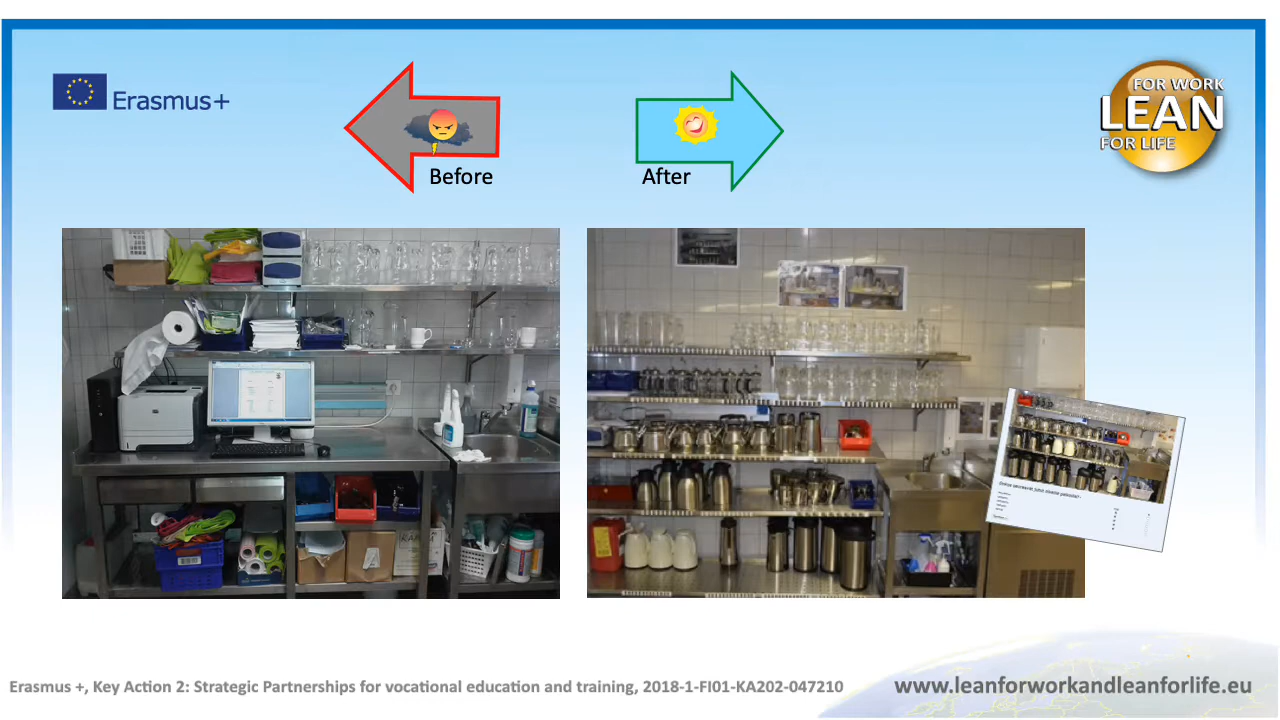 Erasmus+
FOR WORK
LEAN
FOR LIFE
Before
After
Erasmus +, Key Action 2: Strategic Partnerships for vocational education and training, 2018-1-FI01-KA202-047210
www.leanforworkandleanforlife.eu